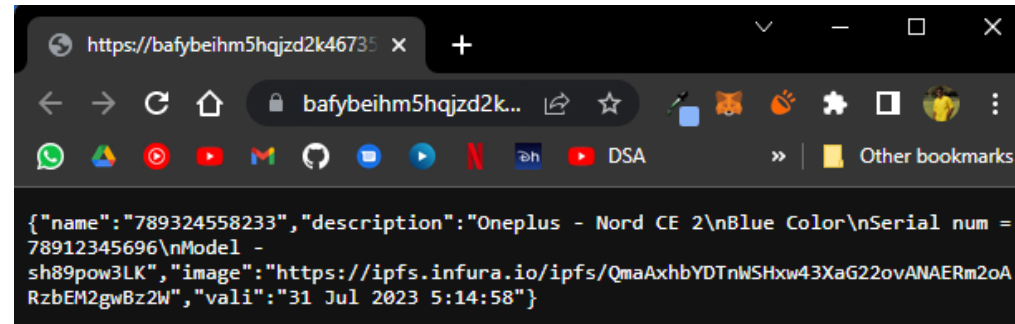 https://bafybeihm5hqjzd2k46735
bafybeihm5hqjzd2k...
DSA
Other bookmarks
{"name":"789324558233","description":"Oneplus - Nord CE 2\nBlue Color\nSerial num =
78912345696\nModel -
sh89pow3LK","image":"https://ipfs.infura.io/ipfs/QmaAxhbYDTnWSHxw43XaG22ovANAERm2oA
RzbEM2gwBz2W","vali":"31 Jul 2023 5:14:58"}